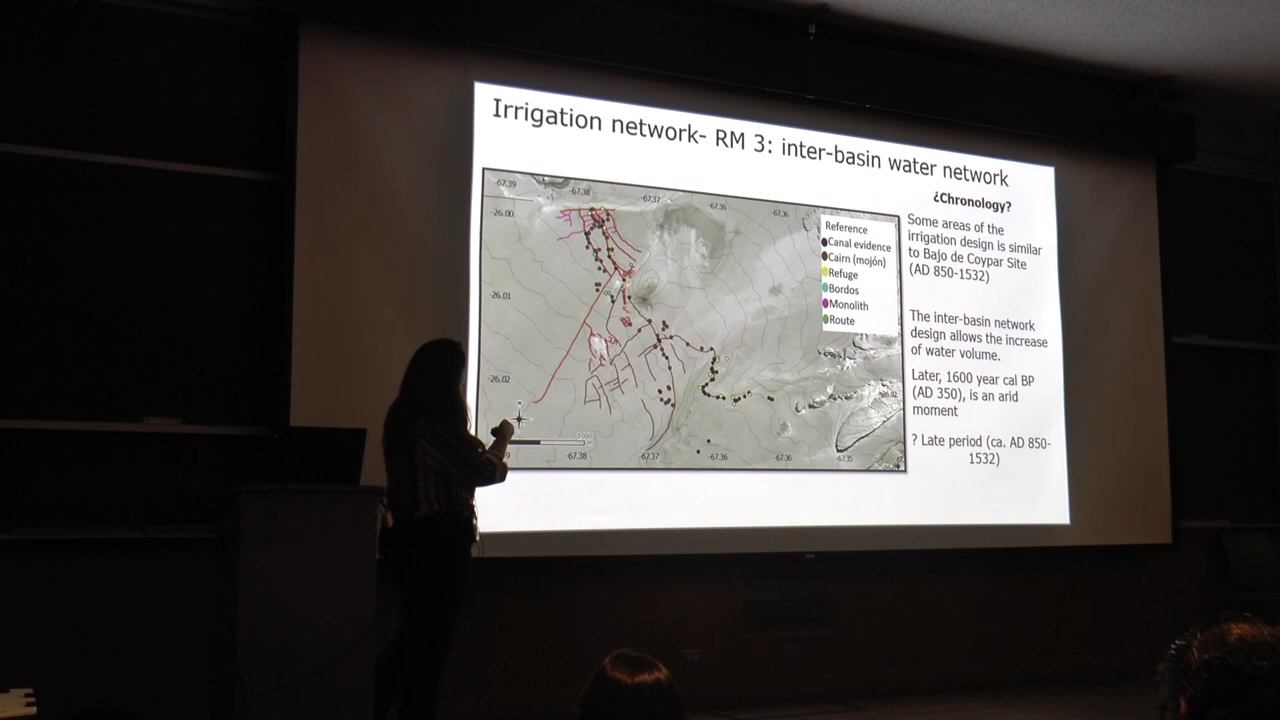 Irrigation network- RM 3: inter-basin water network
-67.39
-67.38
-67.37
-67.36
-67.36
-26.00
-26.01
-26.02
Reference
Canal evidence
Cairn (mojón)
Refuge
Bordos
Monolith
Route
N
-67.38
-67.37
-67.36
-67.36
-67.35
¿Chronology?
Some areas of the
irrigation design is similar
to Bajo de Coypar Site
(AD 850-1532)
The inter-basin network
design allows the increase
of water volume.
Later, 1600 year cal BP
(AD 350), is an arid
moment
? Late period (ca. AD 850-
1532)